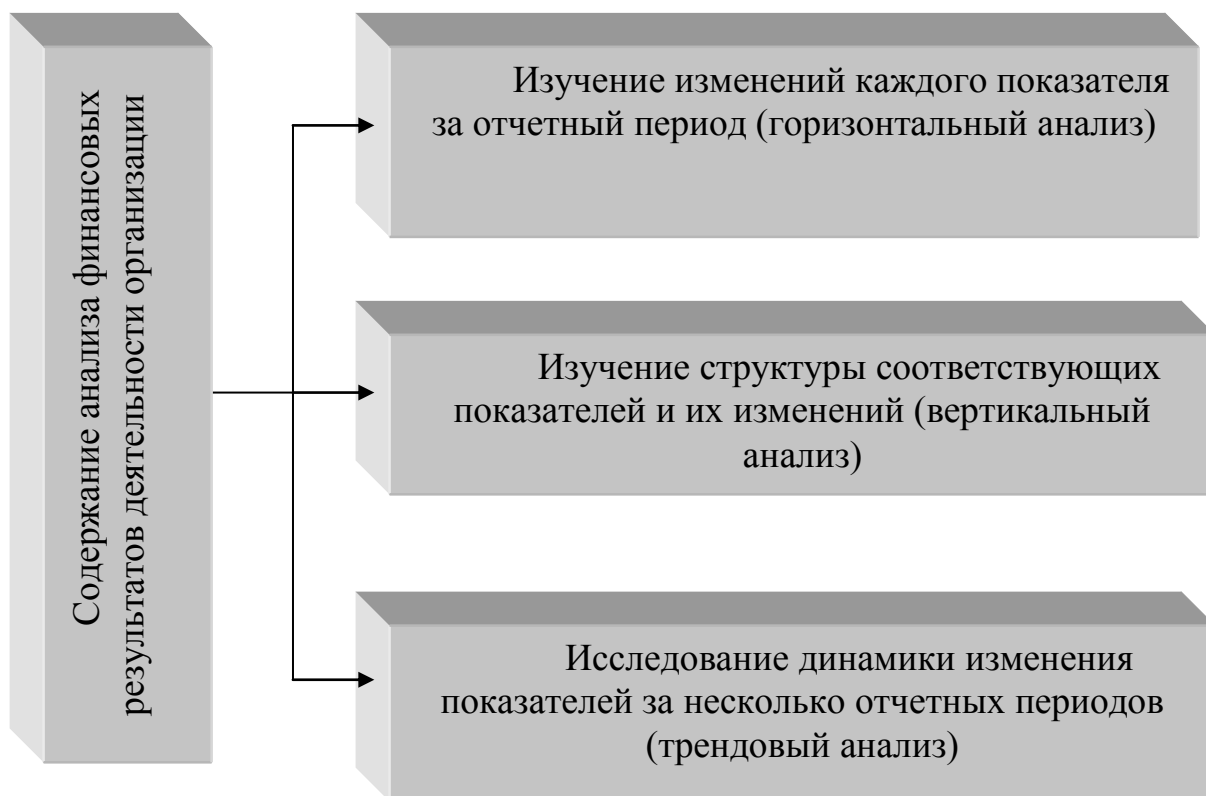 Содержание анализа финансовых
результатов деятельности организации
Изучение изменений каждого показателя
за отчетный период (горизонтальный анализ)
Изучение структуры соответствующих
показателей и их изменений (вертикальный
анализ)
Исследование динамики изменения
показателей за несколько отчетных периодов
(трендовый анализ)